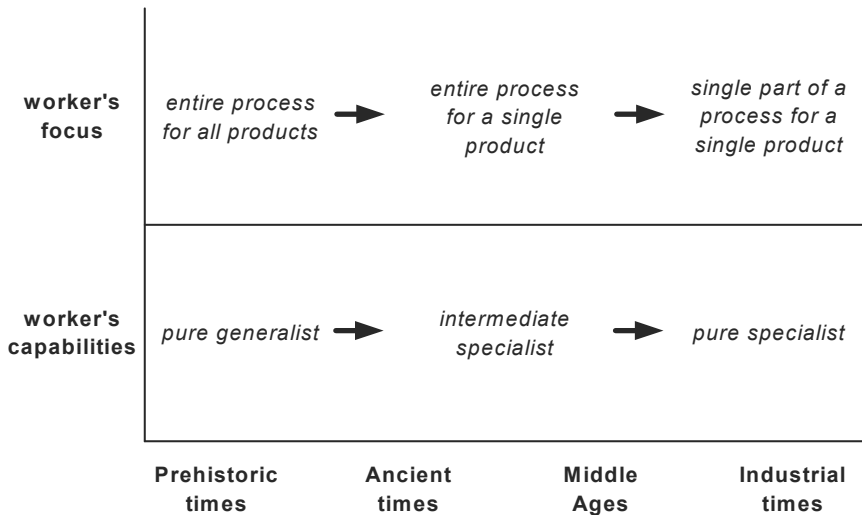 worker's
focus
entire process
for all products
entire process
for a single
product
single part of a
process for a
single product
worker's
capabilities
pure generalist
intermediate
specialist
pure specialist
Prehistoric
times
Ancient
times
Middle
Ages
Industrial
times